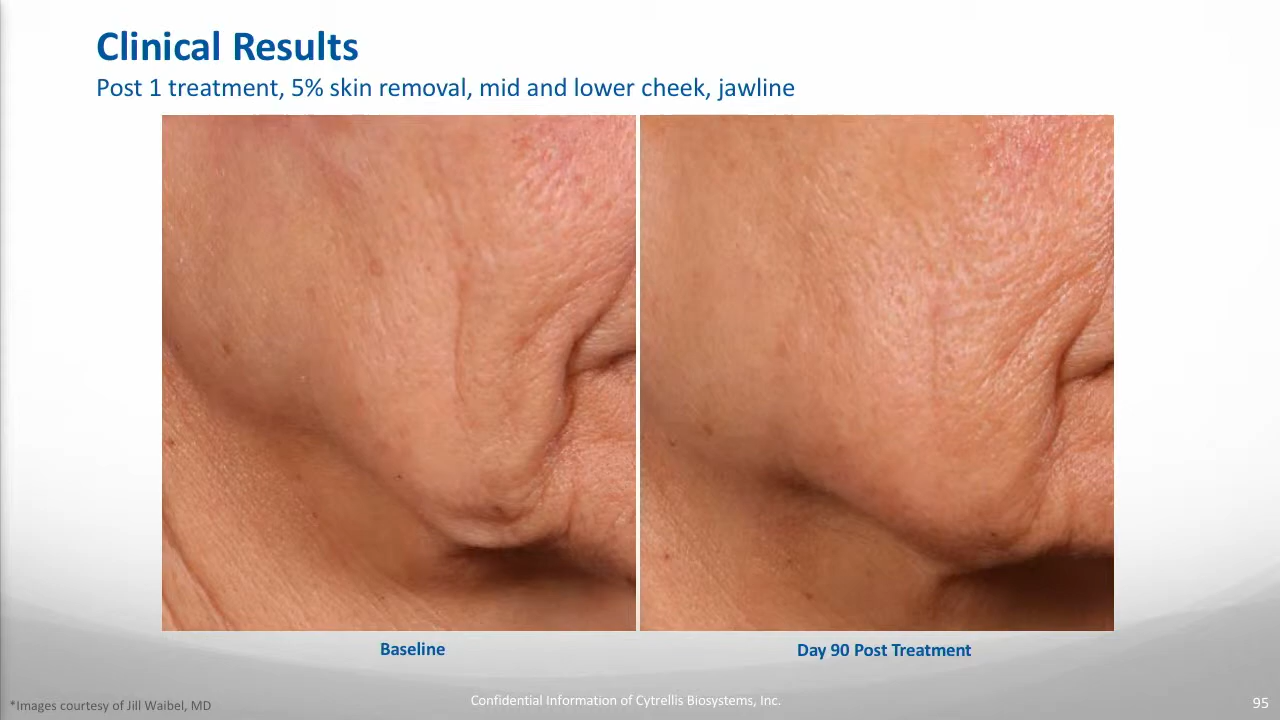 Clinical Results
Post 1 treatment, 5% skin removal, mid and lower cheek, jawline
Baseline
Day 90 Post Treatment
*Images courtesy of Jill Waibel, MD
Confidential Information of Cytrellis Biosystems, Inc.
95